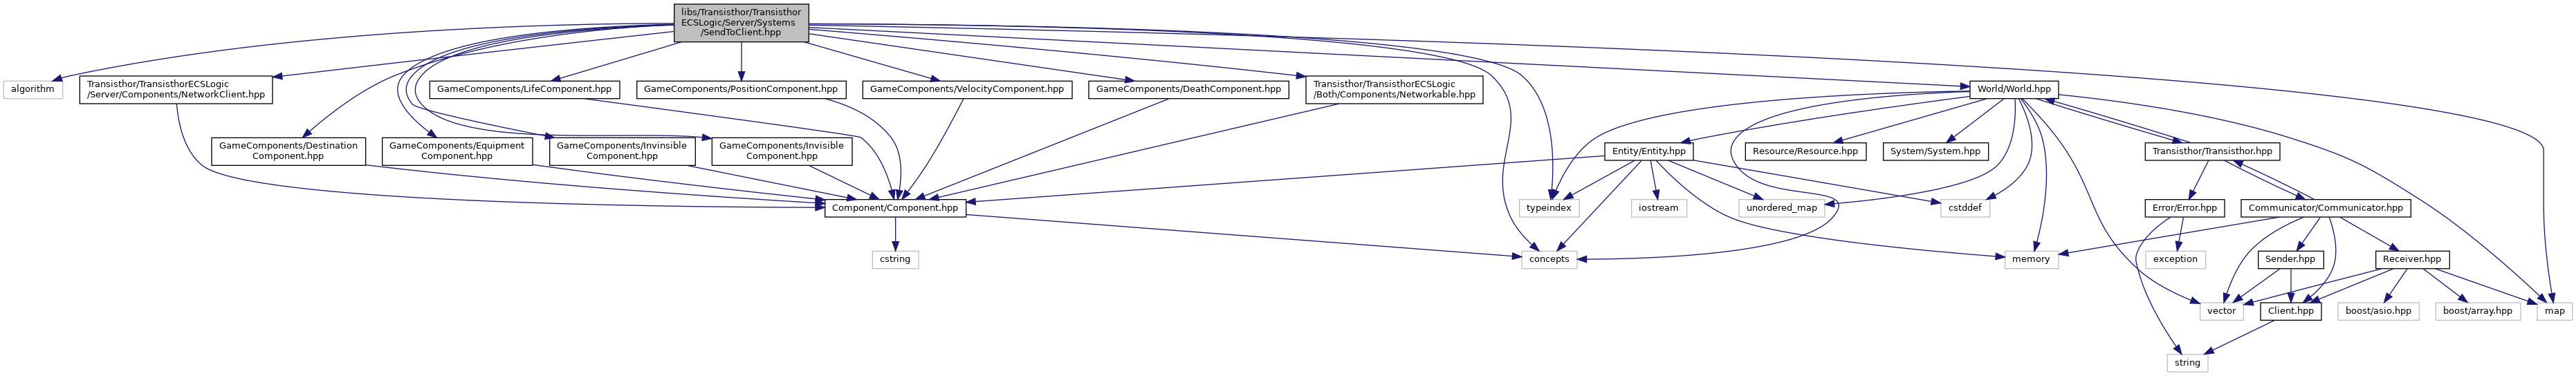 libs/Transisthor/Transisthor
ECSLogic/Server/Systems
/SendToClient.hpp
algorithm
Transisthor/TransisthorECSLogic
/Server/Components/NetworkClient.hpp
GameComponents/LifeComponent.hpp
GameComponents/PositionComponent.hpp
GameComponents/VelocityComponent.hpp
GameComponents/DeathComponent.hpp
Transisthor/TransisthorECSLogic
/Both/Components/Networkable.hpp
World/World.hpp
GameComponents/Destination
Component.hpp
GameComponents/Equipment
Component.hpp
GameComponents/Invinsible
Component.hpp
GameComponents/Invisible
Component.hpp
Entity/Entity.hpp
Resource/Resource.hpp
System/System.hpp
Transisthor/Transisthor.hpp
Component/Component.hpp
typeindex
iostream
unordered_map
cstddef
Error/Error.hpp
Communicator/Communicator.hpp
cstring
concepts
memory
exception
Sender.hpp
Receiver.hpp
vector
Client.hpp
boost/asio.hpp
boost/array.hpp
map
string